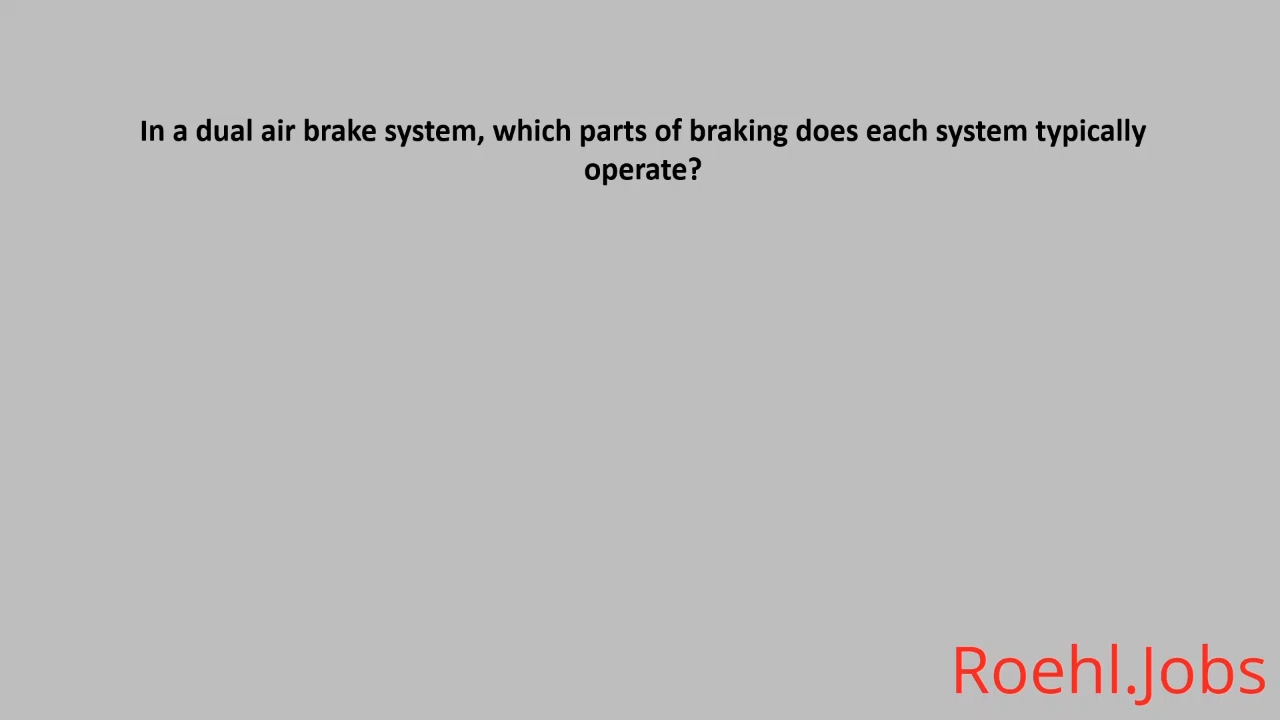 In a dual air brake system, which parts of braking does each system typically
operate?
Roehl.Jobs